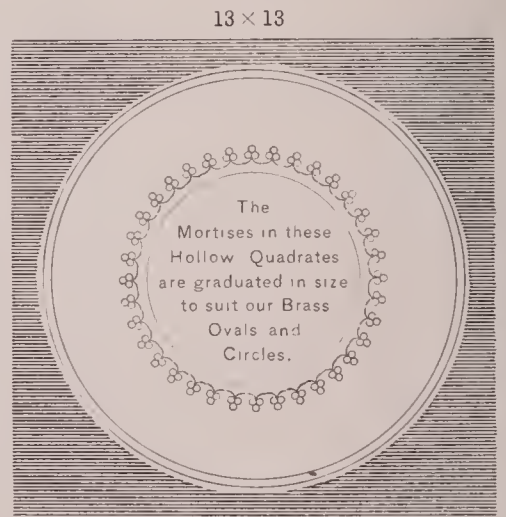 13 × 13
The
Mortises in these
Hollow Quadrates
are graduated in size
to suit our Brass
Ovals and
Circles.